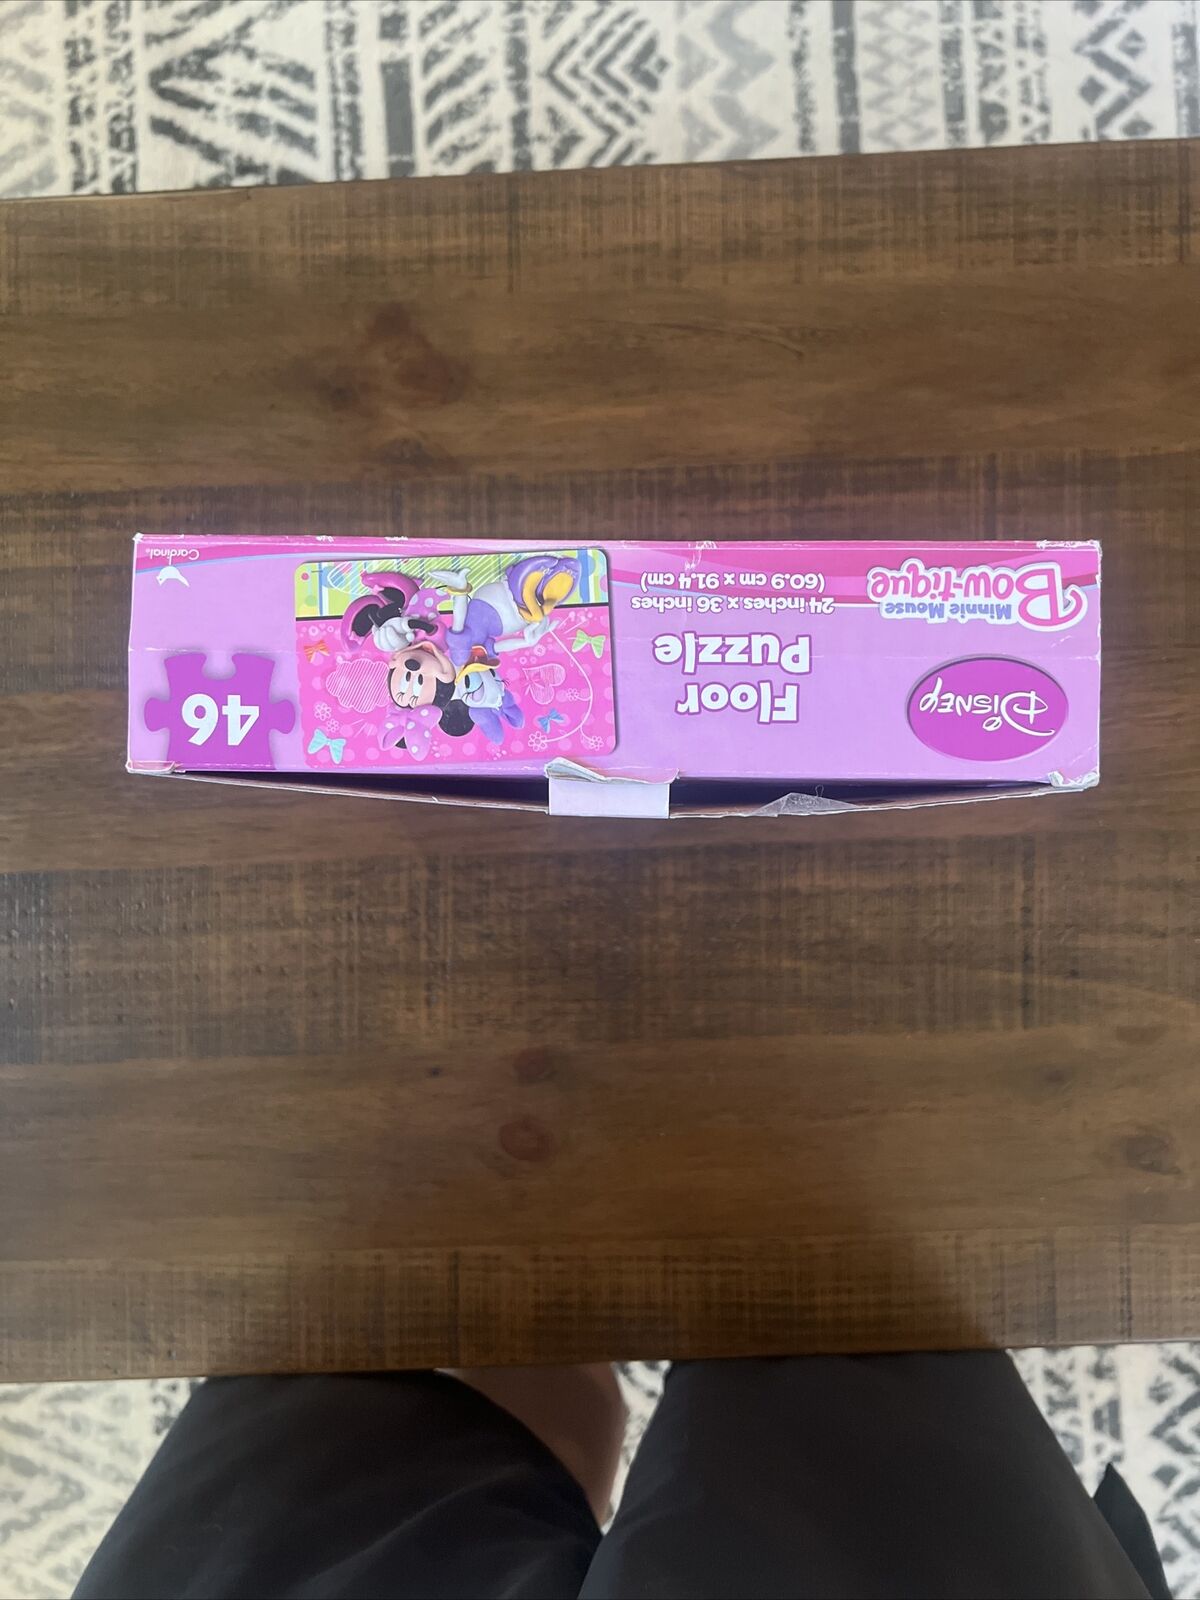 Disney
Minnie Mouse
Bow-tique
Floor
Puzzle
24 inches x 36 inches
(60.9 cm x 91.4 cm)
46
Cardinal®